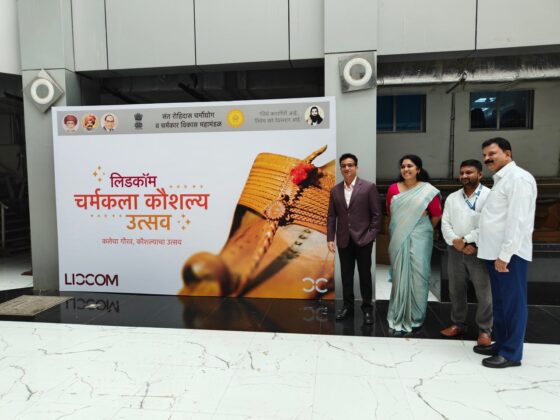 संत रोहिदास चर्मोद्योग
व चर्मकार विकास महामंडळ
लिडकॉम
चर्मकला कौशल्य
उत्सव
कलेचा गौरव, कौशल्याचा उत्सव
LIDCOM